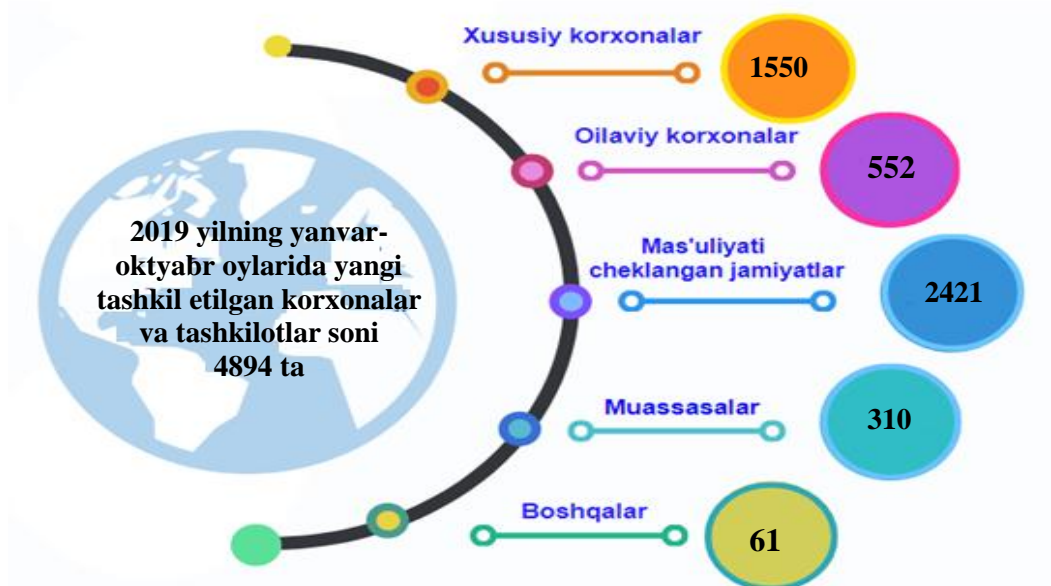 Xususiy korxonalar
1550
Oilaviy korxonalar
552
2019 yilning yanvar-
oktyabr oylarida yangi
tashkil etilgan korxonalar
va tashkilotlar soni
4894 ta
Mas'uliyati
cheklangan jamiyatlar
2421
Muassasalar
310
Boshqalar
61